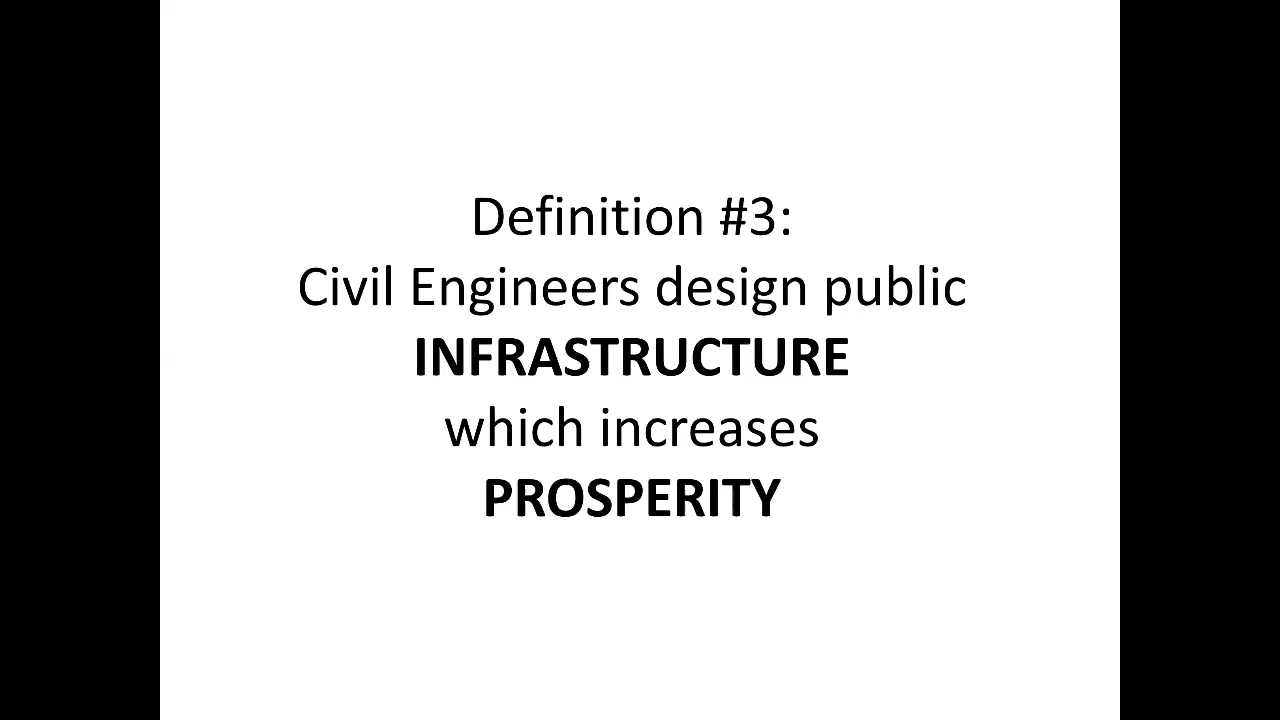 Definition #3:
Civil Engineers design public
INFRASTRUCTURE
which increases
PROSPERITY